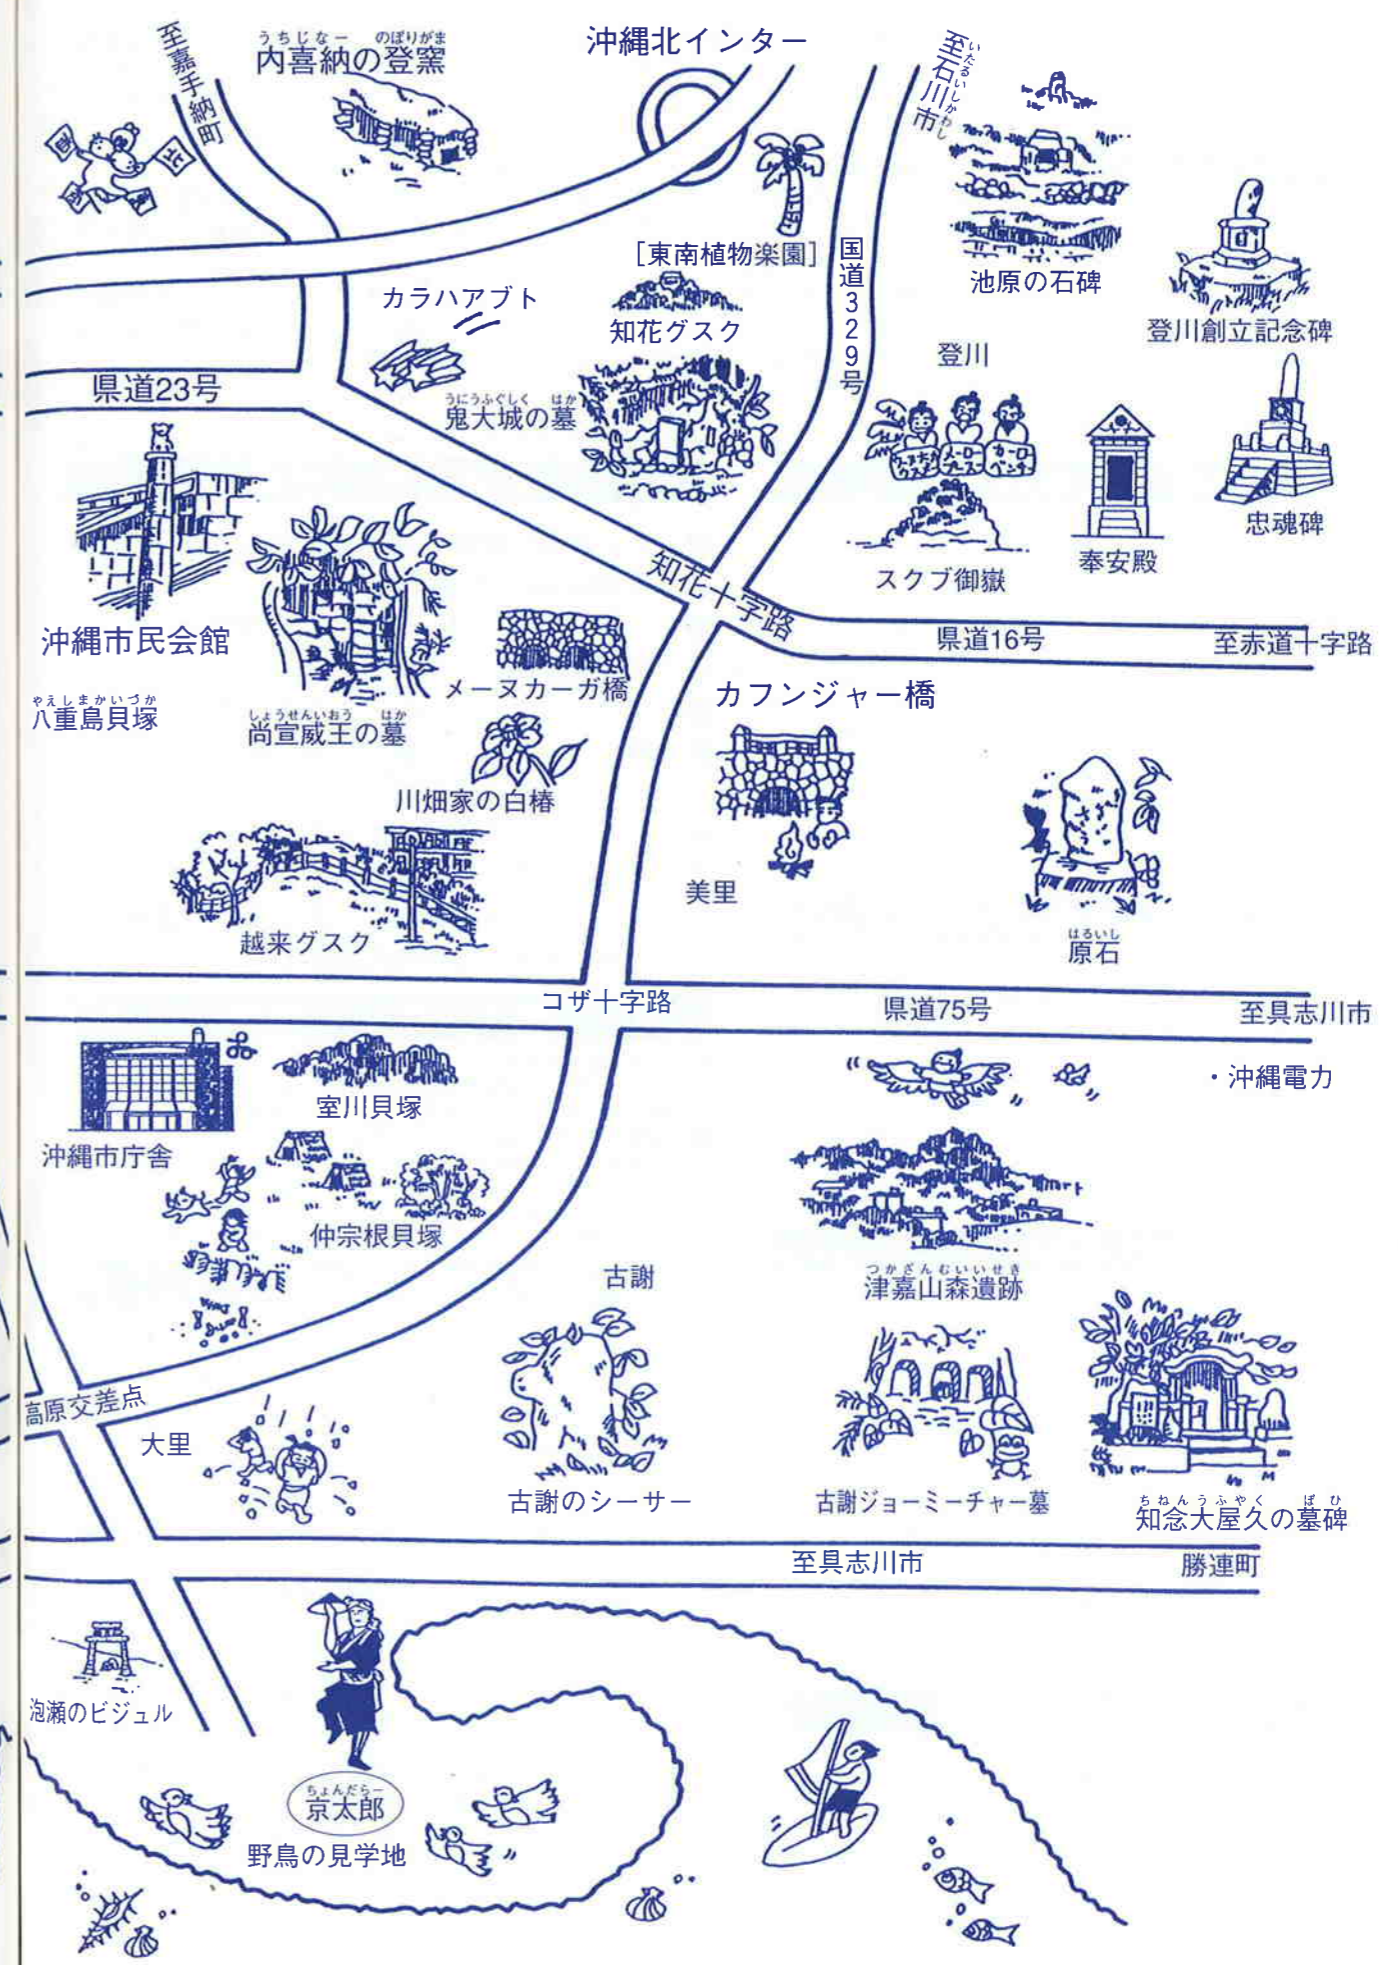 至嘉手納町
うちじなー のぼりがま
内喜納の登窯
沖縄北インター
いたるいしかわし
至石川市
[東南植物楽園]
国道329号
池原の石碑
登川創立記念碑
カラハアブト
知花グスク
登川
県道23号
うにうふぐしく はか
鬼大城の墓
忠魂碑
奉安殿
スクブ御嶽
知花十字路
沖縄市民会館
県道16号
至赤道十字路
メーヌカーガ橋
カフンジャー橋
やえしまかいづか
八重島貝塚
しょうせんいおう はか
尚宣威王の墓
川畑家の白椿
美里
越来グスク
はるいし
原石
コザ十字路
県道75号
至具志川市
・沖縄電力
室川貝塚
沖縄市庁舎
仲宗根貝塚
古謝
つかざんむいいせき
津嘉山森遺跡
高原交差点
大里
古謝のシーサー
古謝ジョーミーチャー墓
ちねんうふやく ぼひ
知念大屋久の墓碑
至具志川市
勝連町
泡瀬のビジュル
ちょんだらー
京太郎
野鳥の見学地